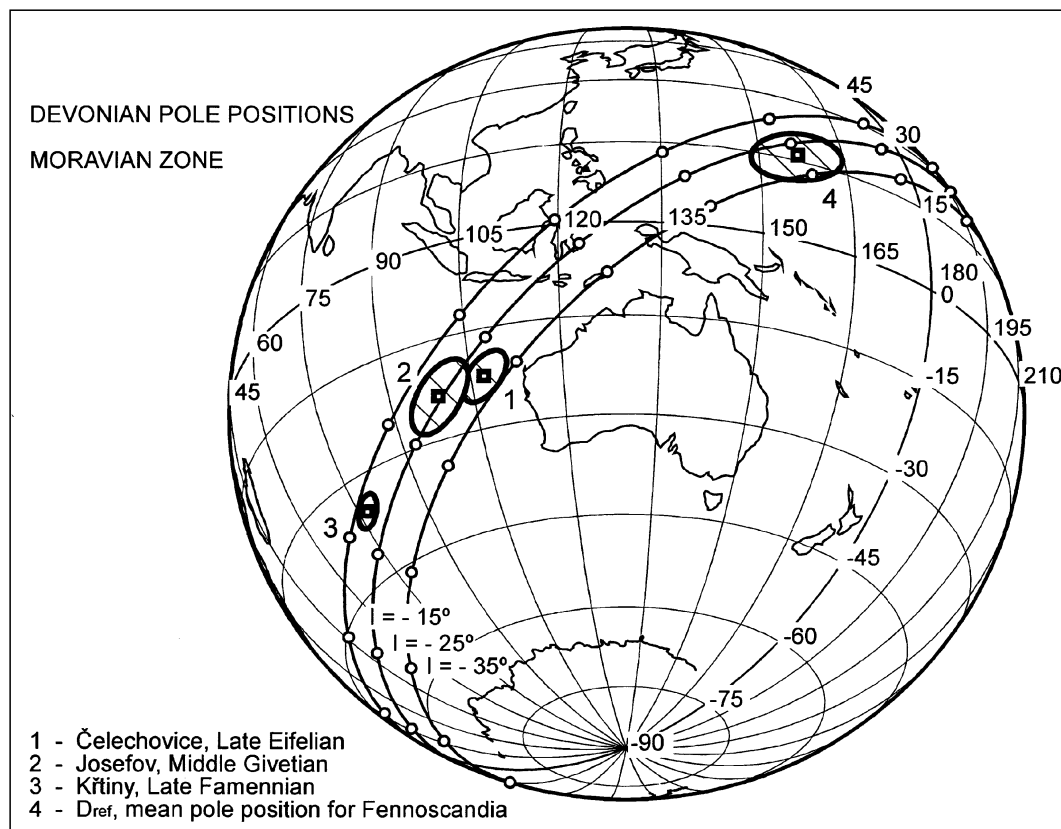 DEVONIAN POLE POSITIONS
MORAVIAN ZONE
45
30
15
4
120
135
105
150
90
165
75
180
0
60
195
45
210
2
1
-15
-30
3
-45
I = - 15º
I = - 25º
I = - 35º
-60
-75
-90
1 - Čelechovice, Late Eifelian
2 - Josefov, Middle Givetian
3 - Křtiny, Late Famennian
4 - Dref, mean pole position for Fennoscandia